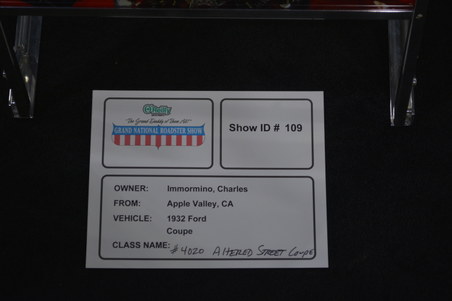 O'Reilly
The Grand Daddy of Them All
GRAND NATIONAL ROADSTER SHOW
Show ID # 109
OWNER: Immormino, Charles
FROM: Apple Valley, CA
VEHICLE: 1932 Ford
Coupe
CLASS NAME: #4020 ALTERED STREET COUPE